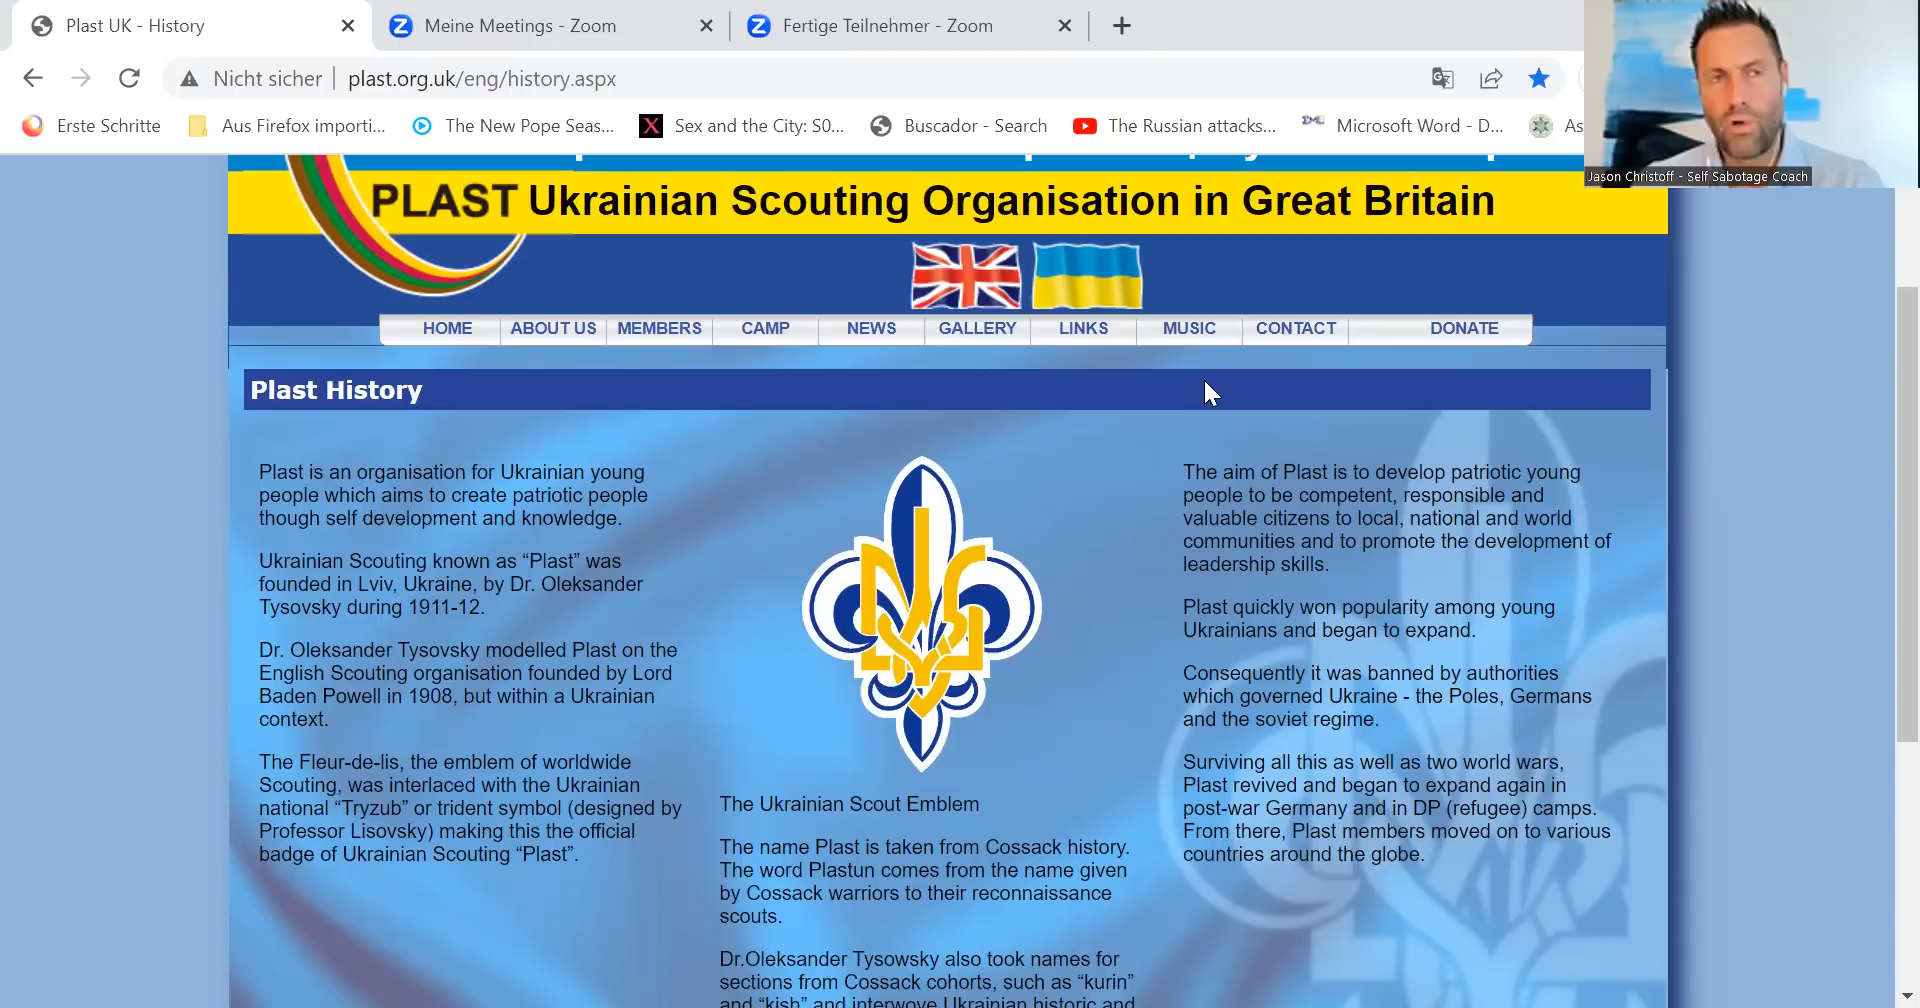 Plast UK - History
Meine Meetings - Zoom
Fertige Teilnehmer - Zoom
Nicht sicher
plast.org.uk/eng/history.aspx
Erste Schritte
Aus Firefox importi...
The New Pope Seas...
Sex and the City: S0...
Buscador - Search
The Russian attacks...
Microsoft Word - D...
As
Jason Christoff - Self Sabotage Coach
PLAST Ukrainian Scouting Organisation in Great Britain
HOME
ABOUT US
MEMBERS
CAMP
NEWS
GALLERY
LINKS
MUSIC
CONTACT
DONATE
Plast History
Plast is an organisation for Ukrainian young
people which aims to create patriotic people
though self development and knowledge.
Ukrainian Scouting known as “Plast” was
founded in Lviv, Ukraine, by Dr. Oleksander
Tysovsky during 1911-12.
Dr. Oleksander Tysovsky modelled Plast on the
English Scouting organisation founded by Lord
Baden Powell in 1908, but within a Ukrainian
context.
The Fleur-de-lis, the emblem of worldwide
Scouting, was interlaced with the Ukrainian
national “Tryzub” or trident symbol (designed by
Professor Lisovsky) making this the official
badge of Ukrainian Scouting “Plast”.
The Ukrainian Scout Emblem
The name Plast is taken from Cossack history.
The word Plastun comes from the name given
by Cossack warriors to their reconnaissance
scouts.
Dr.Oleksander Tysowsky also took names for
sections from Cossack cohorts, such as “kurin”
and “kish” and interwove Ukrainian historic and
The aim of Plast is to develop patriotic young
people to be competent, responsible and
valuable citizens to local, national and world
communities and to promote the development of
leadership skills.
Plast quickly won popularity among young
Ukrainians and began to expand.
Consequently it was banned by authorities
which governed Ukraine - the Poles, Germans
and the soviet regime.
Surviving all this as well as two world wars,
Plast revived and began to expand again in
post-war Germany and in DP (refugee) camps.
From there, Plast members moved on to various
countries around the globe.